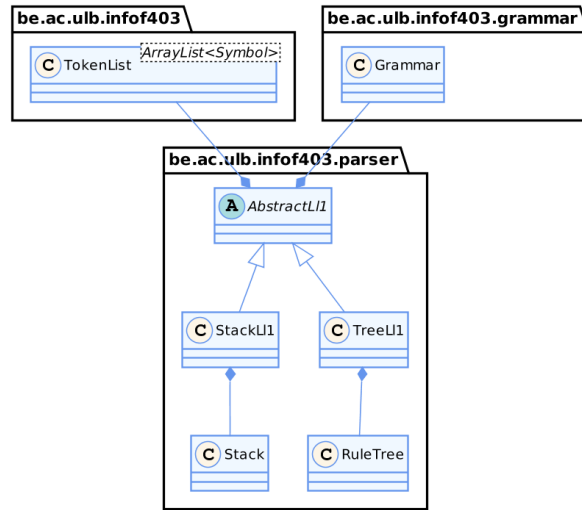 be.ac.ulb.infof403
be.ac.ulb.infof403.grammar
ArrayList<Symbol>
C TokenList
C Grammar
be.ac.ulb.infof403.parser
A AbstractLl1
C StackLl1
C TreeLl1
C Stack
C RuleTree